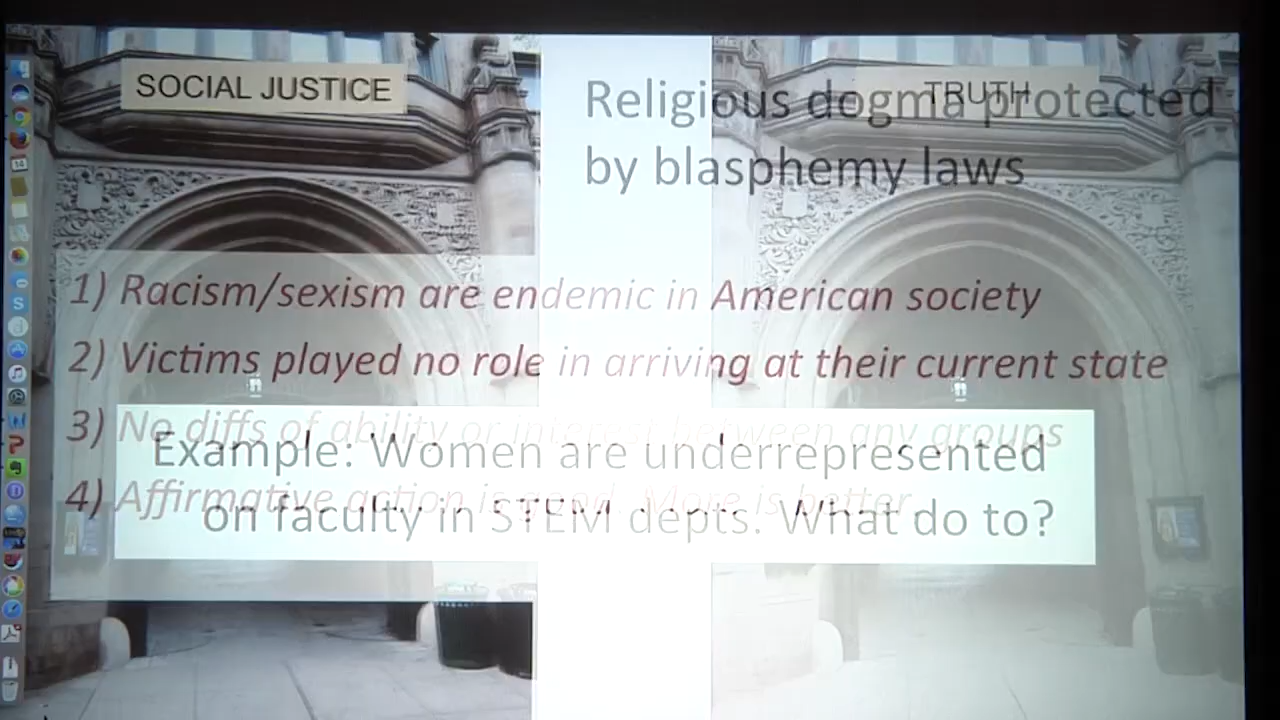 SOCIAL JUSTICE
TRUTH
Religious dogma protected
by blasphemy laws
1) Racism/sexism are endemic in American society
2) Victims played no role in arriving at their current state
3) No diffs of ability or interest between any groups
4) Affirmative action is good. More is better.
Example: Women are underrepresented
on faculty in STEM depts. What do to?